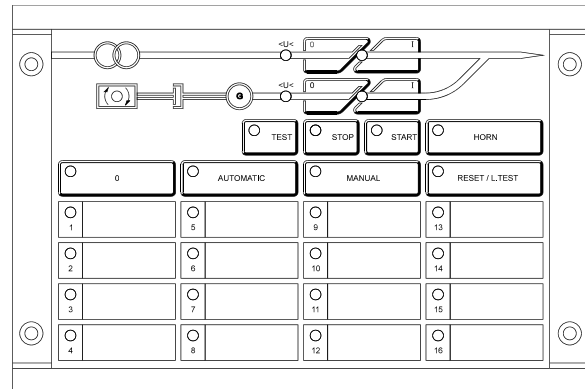 <U< 0 I
G <U< 0 I
TEST STOP START HORN
0 AUTOMATIC MANUAL RESET / L.TEST
1 5 9 13
2 6 10 14
3 7 11 15
4 8 12 16